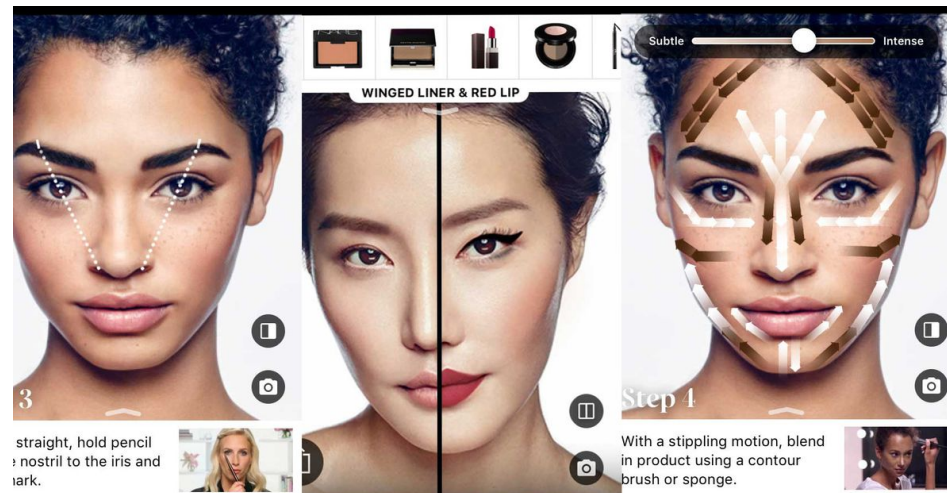 3
straight, hold pencil
nostril to the iris and
NARS
WINGED LINER & RED LIP
Subtle
Intense
Step 4
With a stippling motion, blend
in product using a contour
brush or sponge.